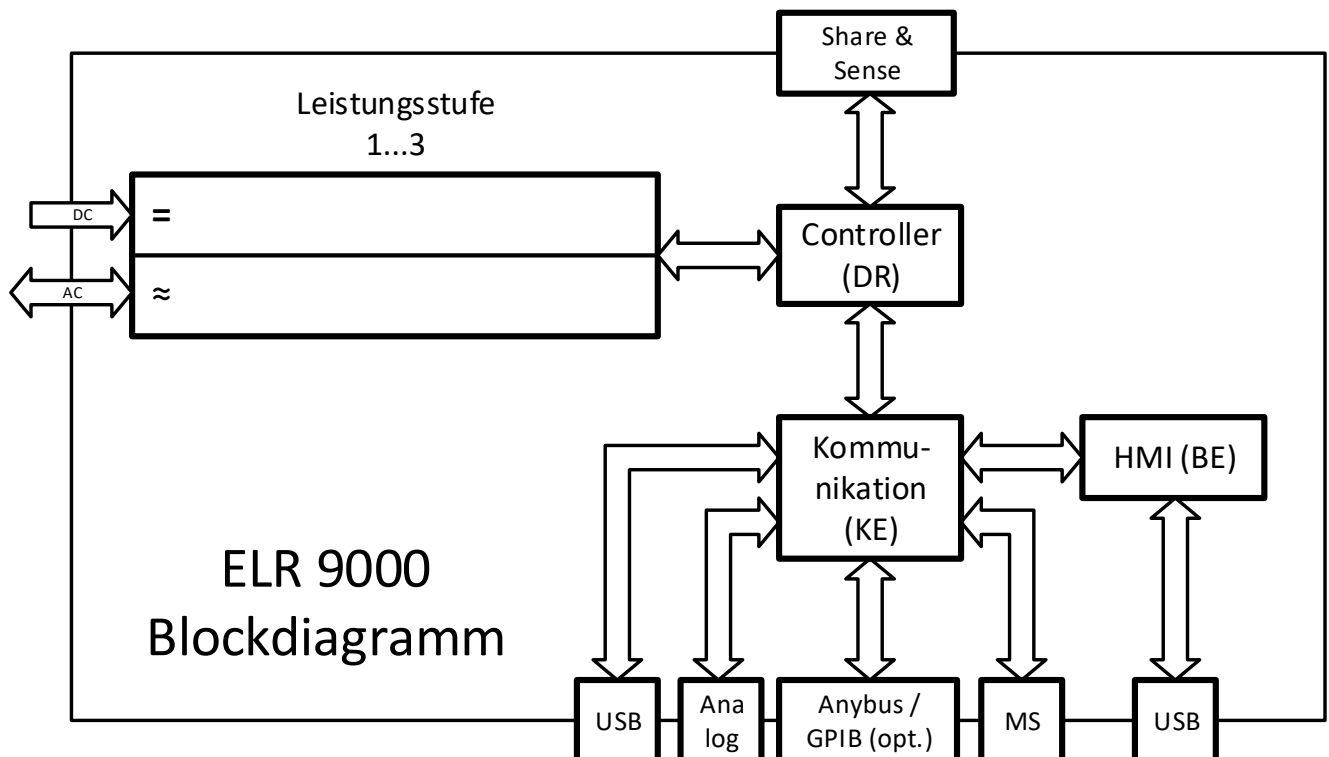 Share &
Sense
Leistungsstufe
1...3
DC
=
AC
≈
Controller
(DR)
Kommu-
nikation
(KE)
HMI (BE)
ELR 9000
Blockdiagramm
USB
Ana
log
Anybus /
GPIB (opt.)
MS
USB